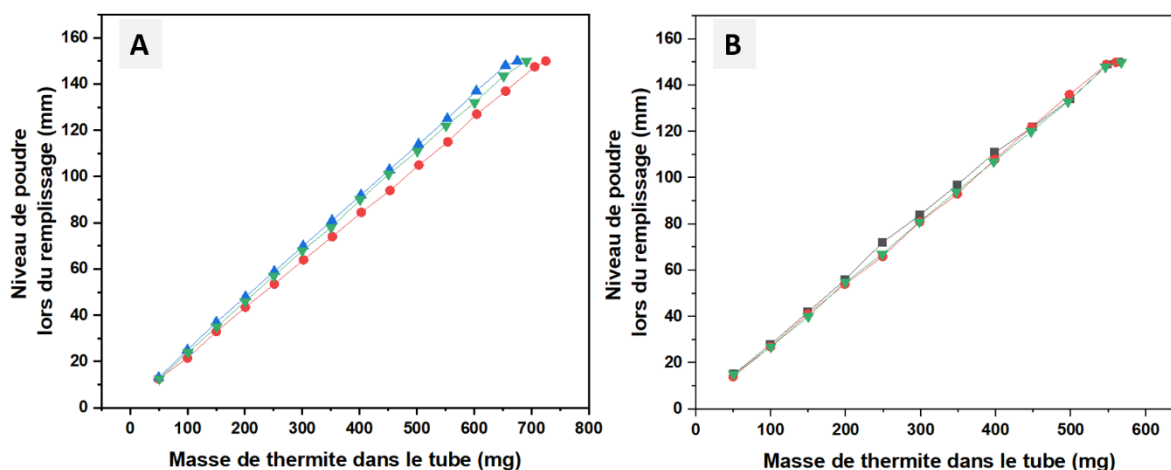 A
160
140
120
100
80
60
40
20
0
Niveau de poudre
lors du remplissage (mm)
0 100 200 300 400 500 600 700 800
Masse de thermite dans le tube (mg)
B
160
140
120
100
80
60
40
20
0
Niveau de poudre
lors du remplissage (mm)
0 100 200 300 400 500 600
Masse de thermite dans le tube (mg)